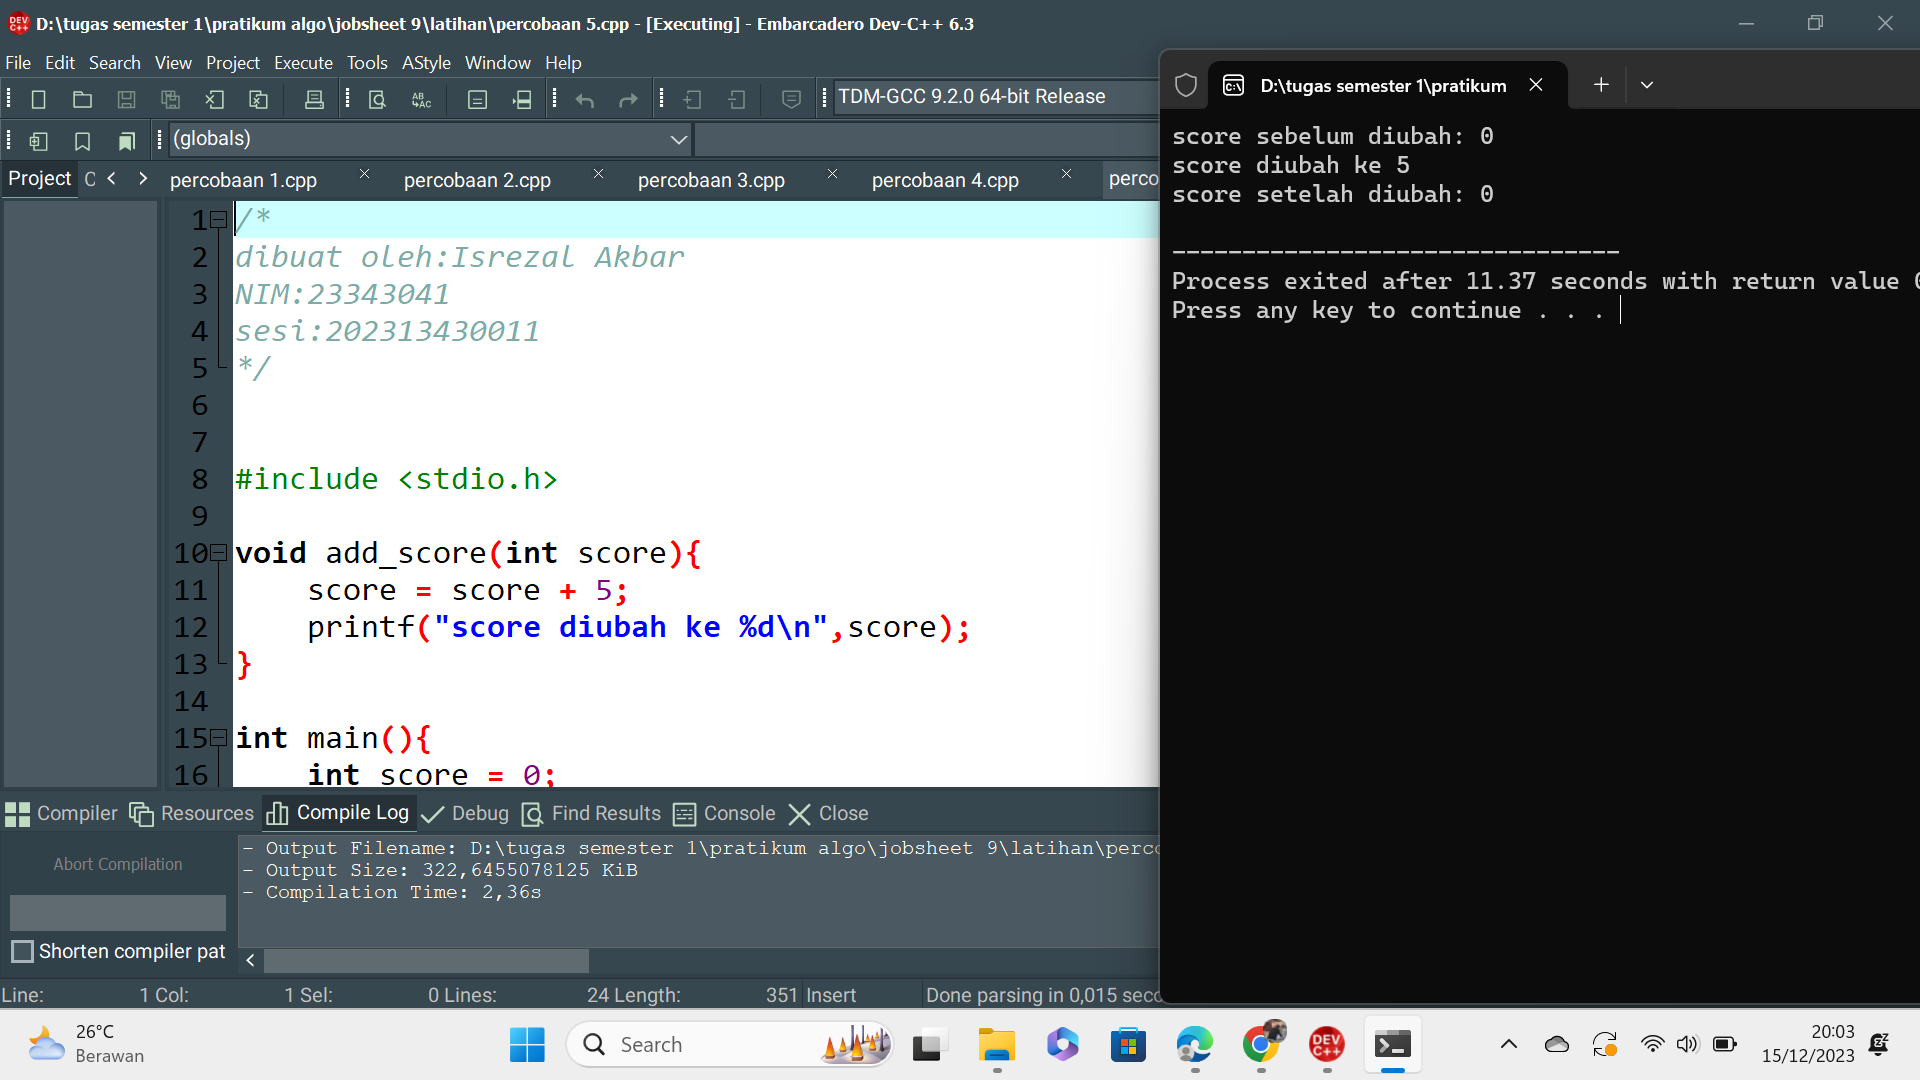 D:\tugas semester 1\pratikum algo\jobsheet 9\latihan\percobaan 5.cpp - [Executing] - Embarcadero Dev-C++ 6.3
File Edit Search View Project Execute Tools AStyle Window Help
TDM-GCC 9.2.0 64-bit Release
(globals)
Project
percobaan 1.cpp
percobaan 2.cpp
percobaan 3.cpp
percobaan 4.cpp
perco
1 /*
2 dibuat oleh:Isrezal Akbar
3 NIM:23343041
4 sesi:202313430011
5 */
6
7
8 #include <stdio.h>
9
10 void add_score(int score){
11 score = score + 5;
12 printf("score diubah ke %d\n",score);
13 }
14
15 int main(){
16 int score = 0;
D:\tugas semester 1\pratikum
score sebelum diubah: 0
score diubah ke 5
score setelah diubah: 0
--------------------------------
Process exited after 11.37 seconds with return value 0
Press any key to continue . . .
Compiler Resources Compile Log Debug Find Results Console Close
Abort Compilation
Shorten compiler pat
- Output Filename: D:\tugas semester 1\pratikum algo\jobsheet 9\latihan\perco
- Output Size: 322,6455078125 KiB
- Compilation Time: 2,36s
Line: 1 Col: 1 Sel: 0 Lines: 24 Length: 351 Insert Done parsing in 0,015 seco
26°C
Berawan
Search
DEV C++
20:03
15/12/2023